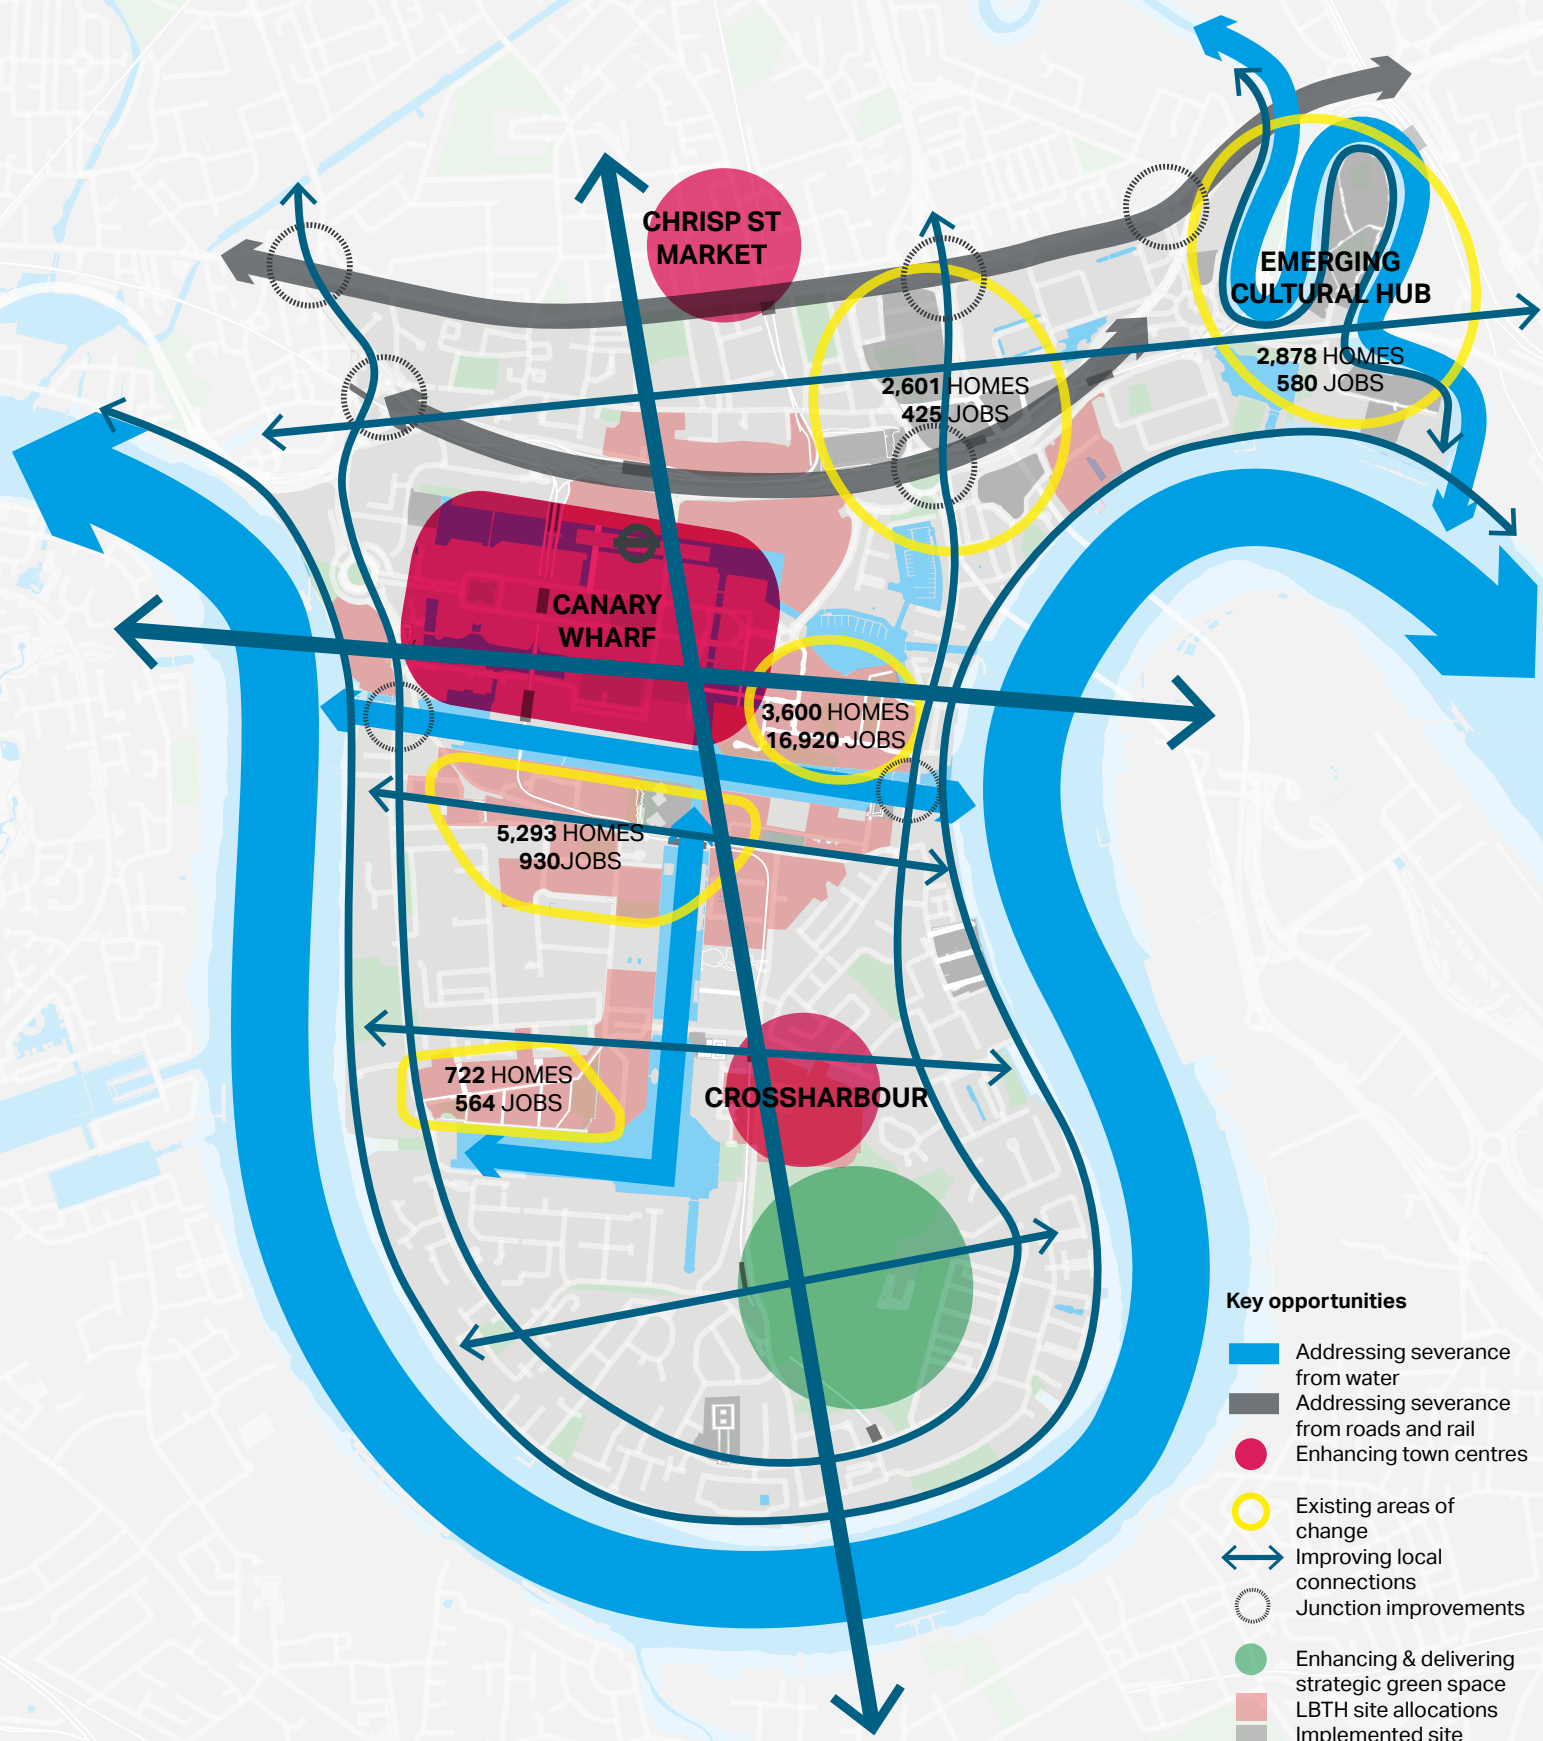 CHRISP ST
MARKET
EMERGING
CULTURAL HUB
2,878 HOMES
580 JOBS
2,601 HOMES
425 JOBS
CANARY
WHARF
3,600 HOMES
16,920 JOBS
5,293 HOMES
930JOBS
722 HOMES
564 JOBS
CROSSHARBOUR
Key opportunities
Addressing severance
from water
Addressing severance
from roads and rail
Enhancing town centres
Existing areas of
change
Improving local
connections
Junction improvements
Enhancing & delivering
strategic green space
LBTH site allocations
Implemented site